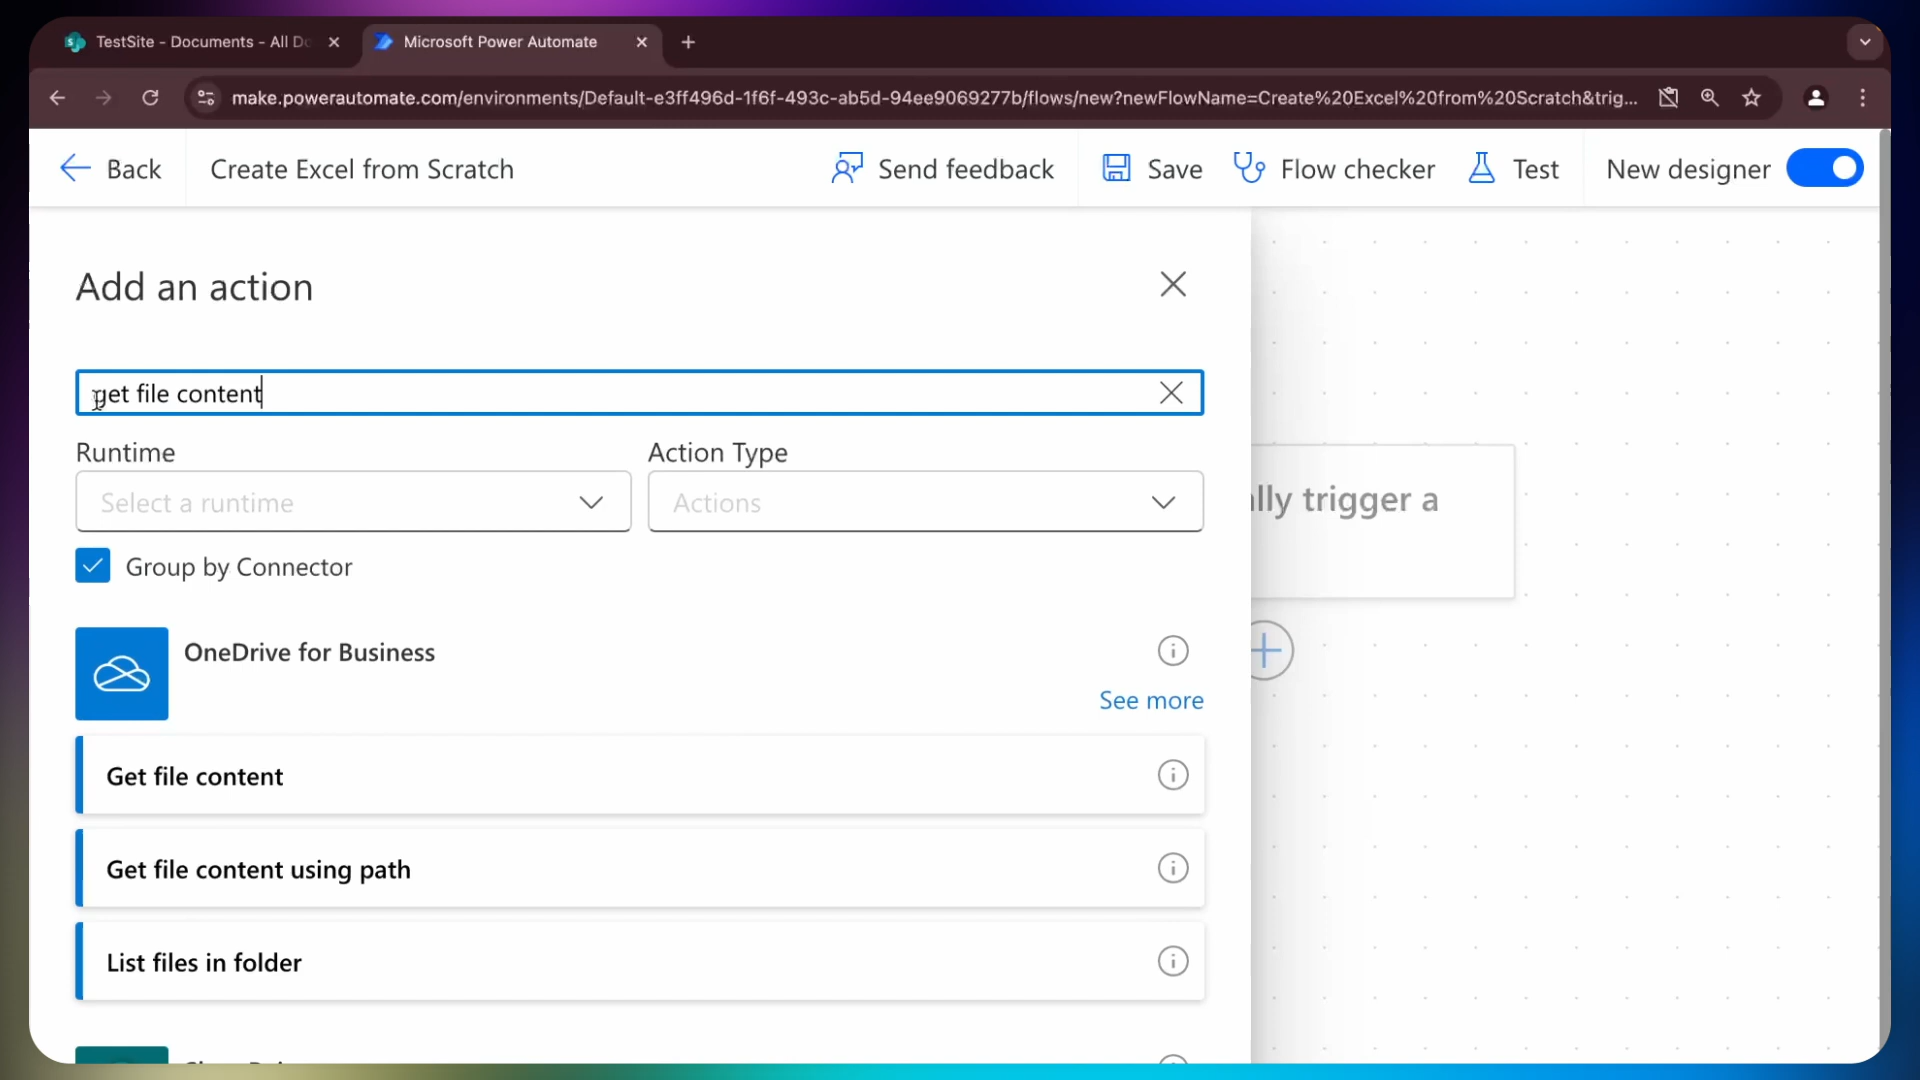 TestSite - Documents - All Do
Microsoft Power Automate
make.powerautomate.com/environments/Default-e3ff496d-1f6f-493c-ab5d-94ee9069277b/flows/new?newFlowName=Create%20Excel%20from%20Scratch&trig...
Back
Create Excel from Scratch
Send feedback
Save
Flow checker
Test
New designer
Add an action
get file content
Runtime
Action Type
Select a runtime
Actions
ally trigger a
Group by Connector
OneDrive for Business
See more
Get file content
Get file content using path
List files in folder